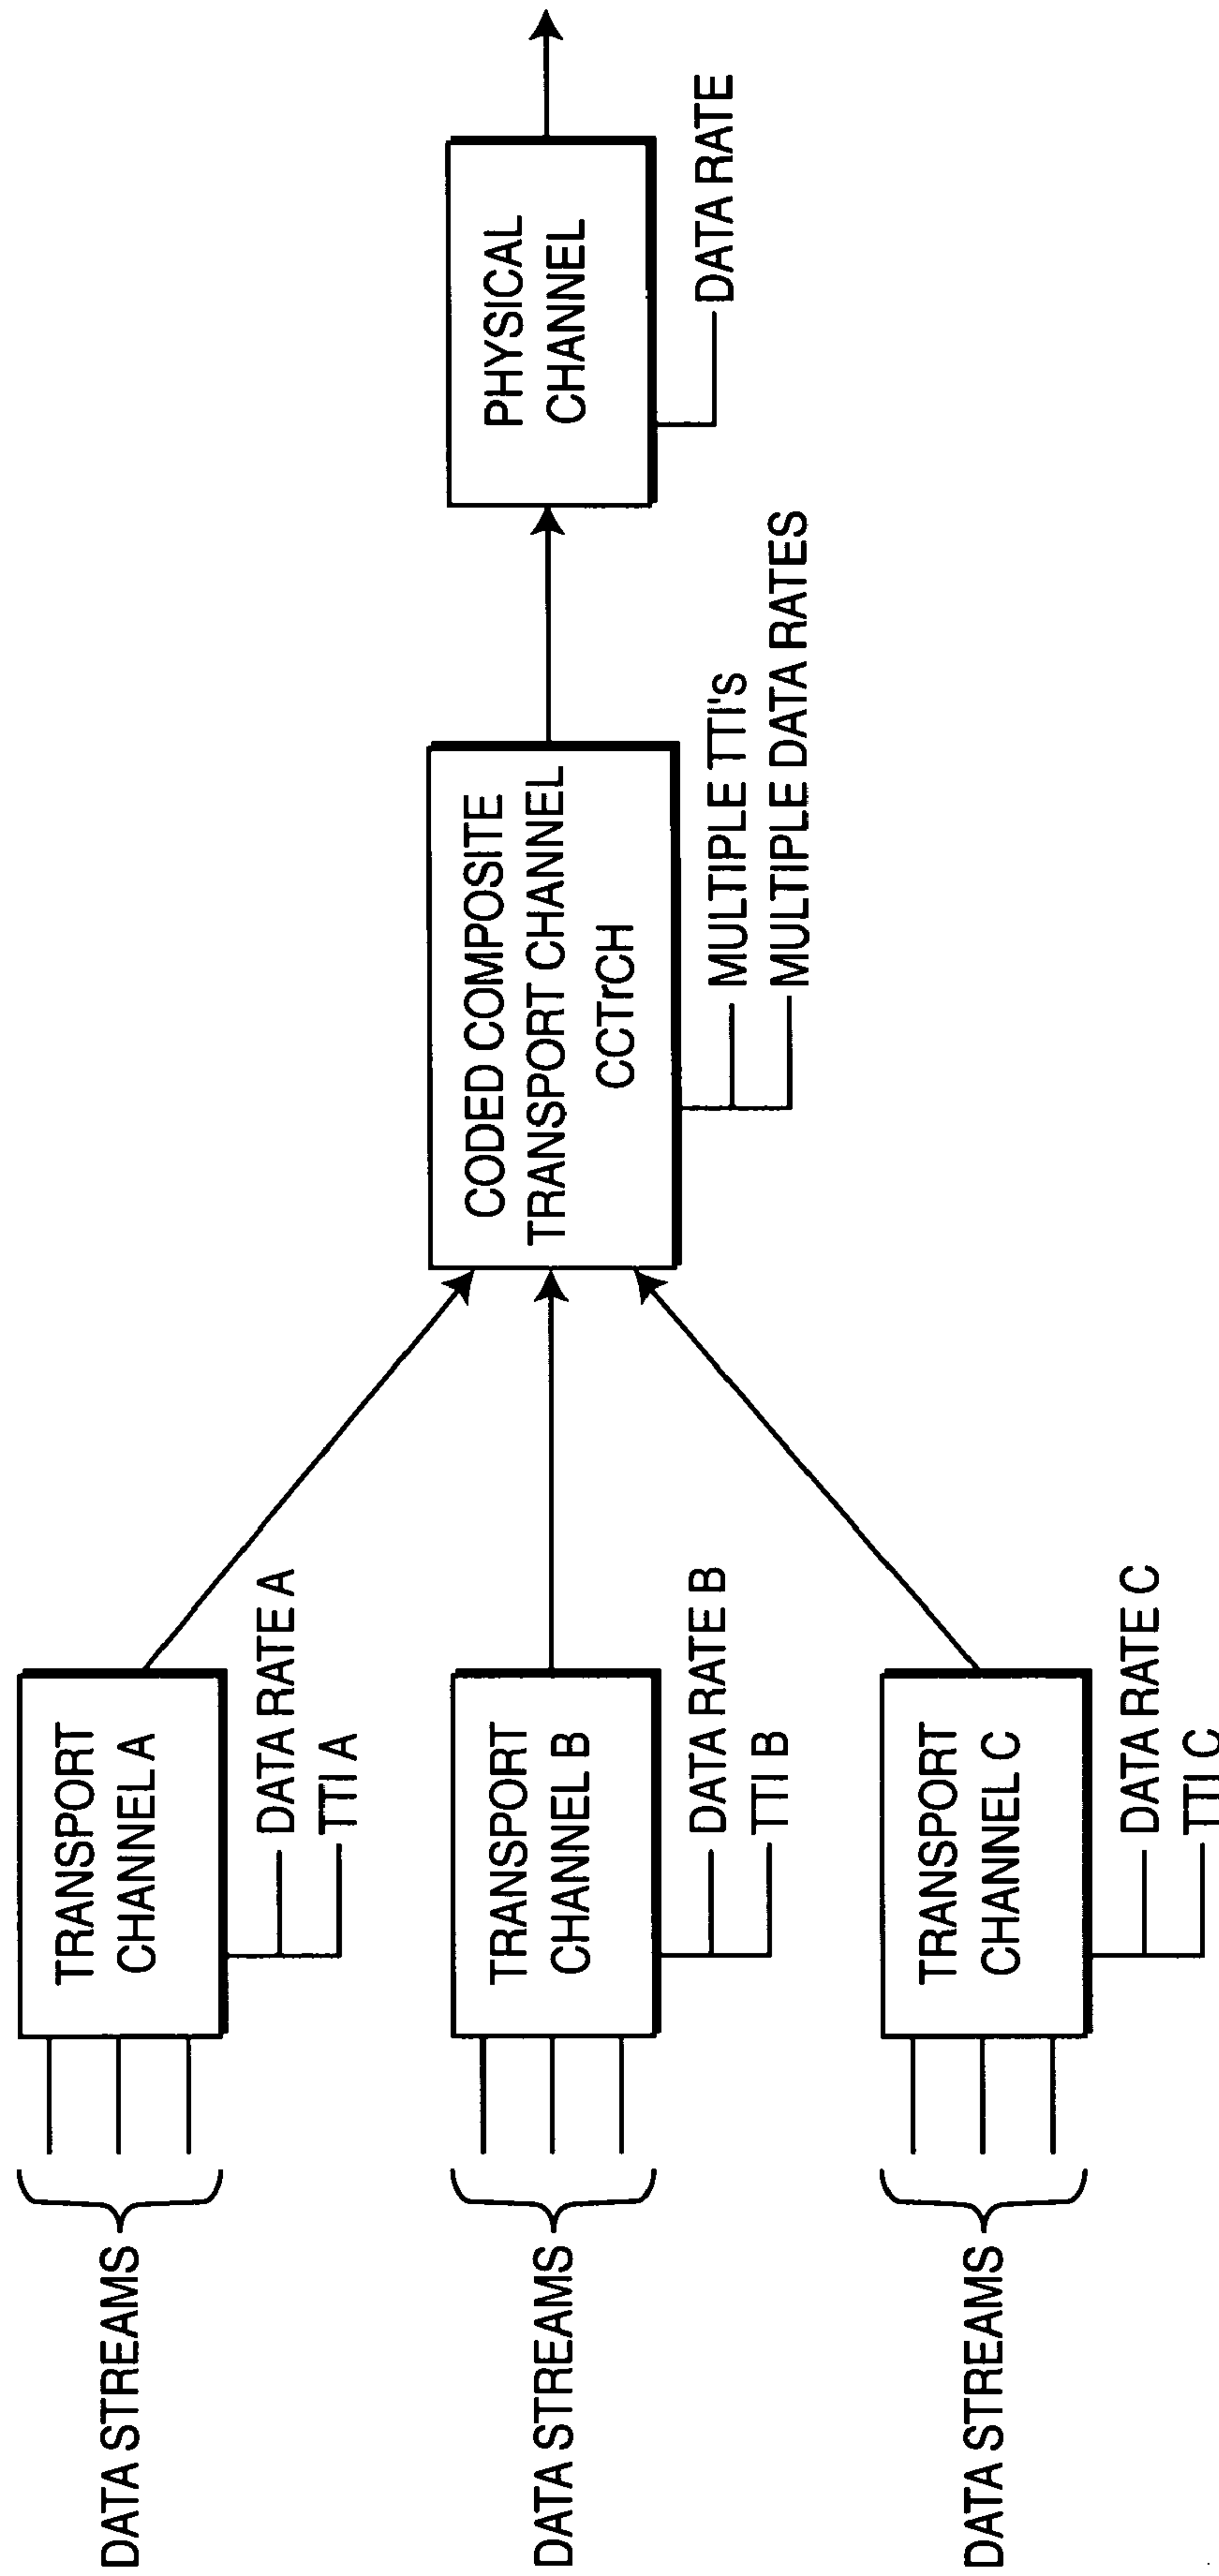 DATA STREAMS
TRANSPORT
CHANNEL A
DATA RATE A
TTI A
DATA STREAMS
TRANSPORT
CHANNEL B
DATA RATE B
TTI B
DATA STREAMS
TRANSPORT
CHANNEL C
DATA RATE C
TTI C
CODED COMPOSITE
TRANSPORT CHANNEL
CCTrCH
MULTIPLE TTI'S
MULTIPLE DATA RATES
PHYSICAL
CHANNEL
DATA RATE